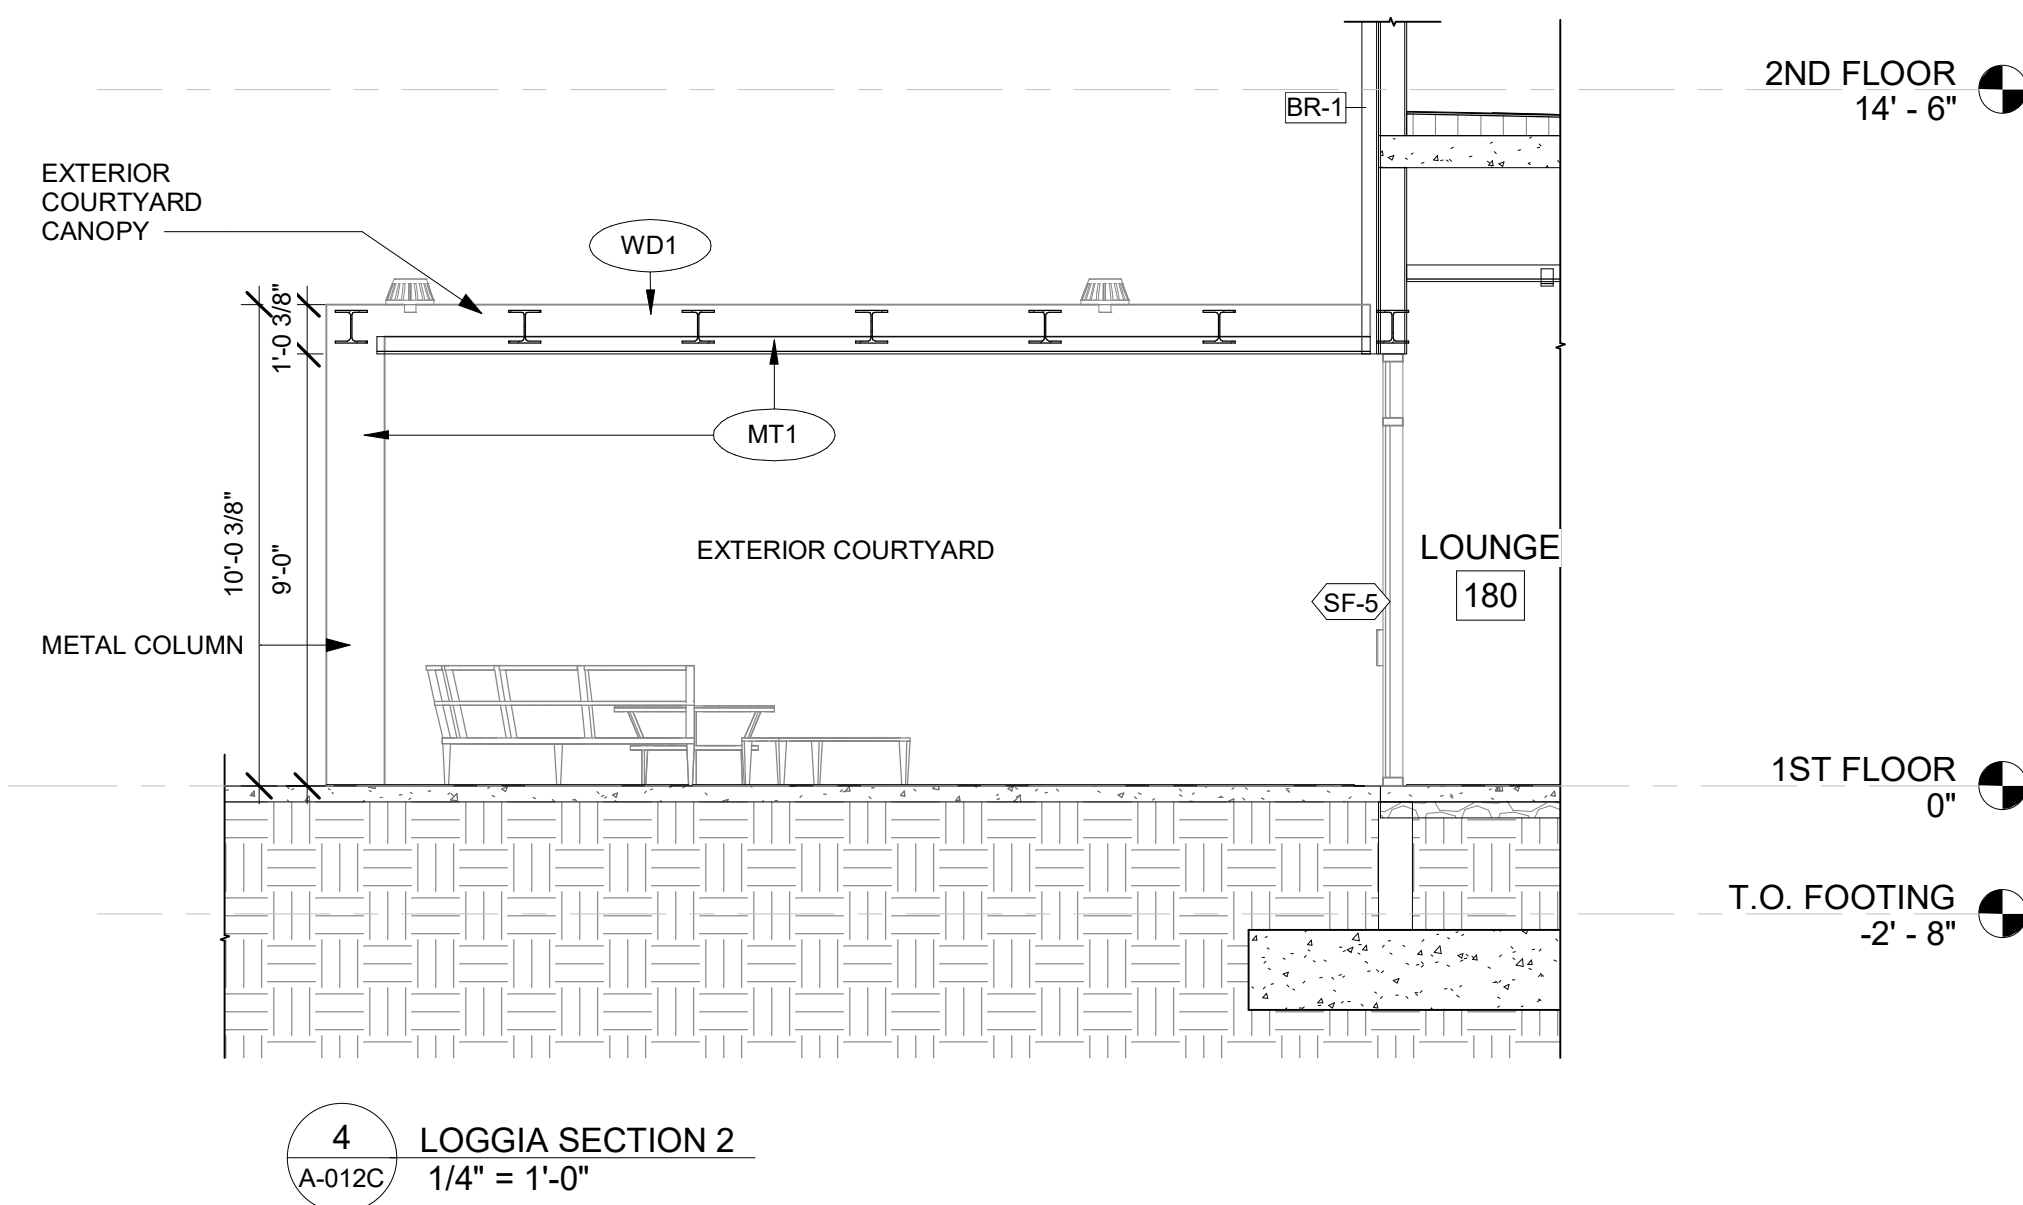 2ND FLOOR
14' - 6"
BR-1
EXTERIOR
COURTYARD
CANOPY
WD1
1'-0 3/8"
MT1
10'-0 3/8"
9'-0"
EXTERIOR COURTYARD
LOUNGE
180
SF-5
METAL COLUMN
1ST FLOOR
0"
T.O. FOOTING
-2' - 8"
4
A-012C
LOGGIA SECTION 2
1/4" = 1'-0"